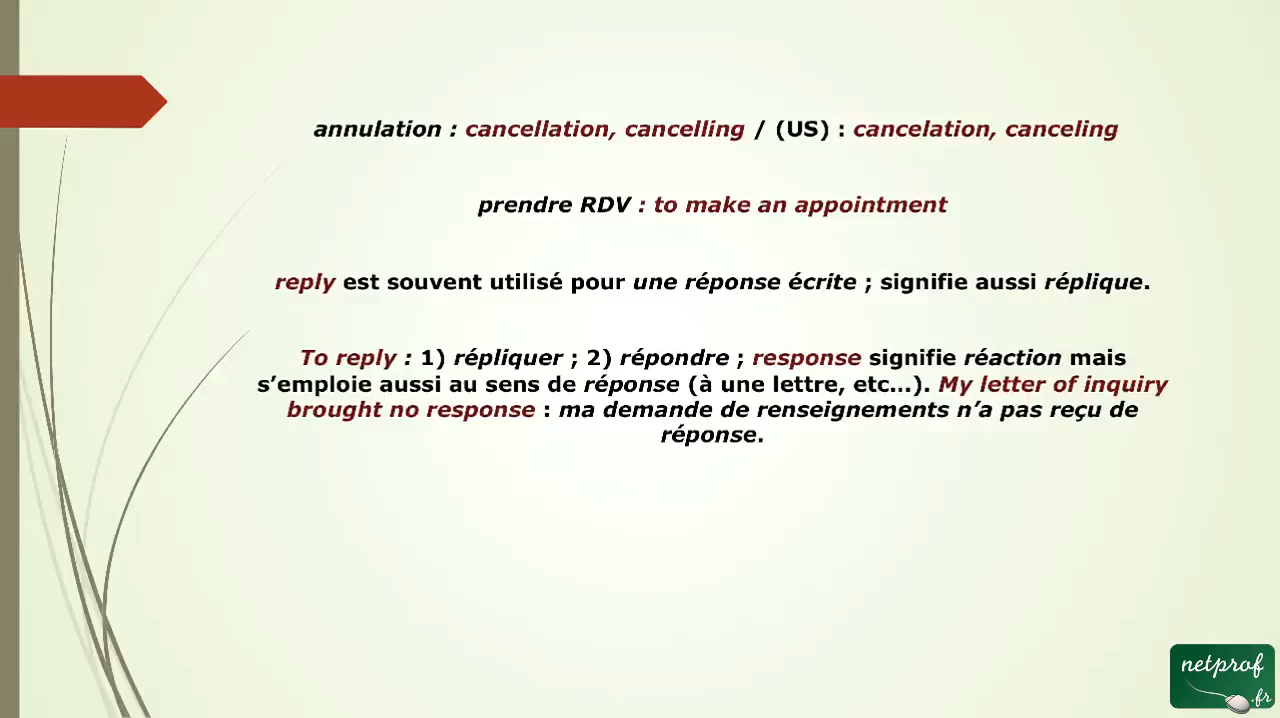 annulation : cancellation, cancelling / (US) : cancelation, canceling
prendre RDV : to make an appointment
reply est souvent utilisé pour une réponse écrite ; signifie aussi réplique.
To reply : 1) répliquer ; 2) répondre ; response signifie réaction mais
s’emploie aussi au sens de réponse (à une lettre, etc…). My letter of inquiry
brought no response : ma demande de renseignements n’a pas reçu de
réponse.
netprof
.fr